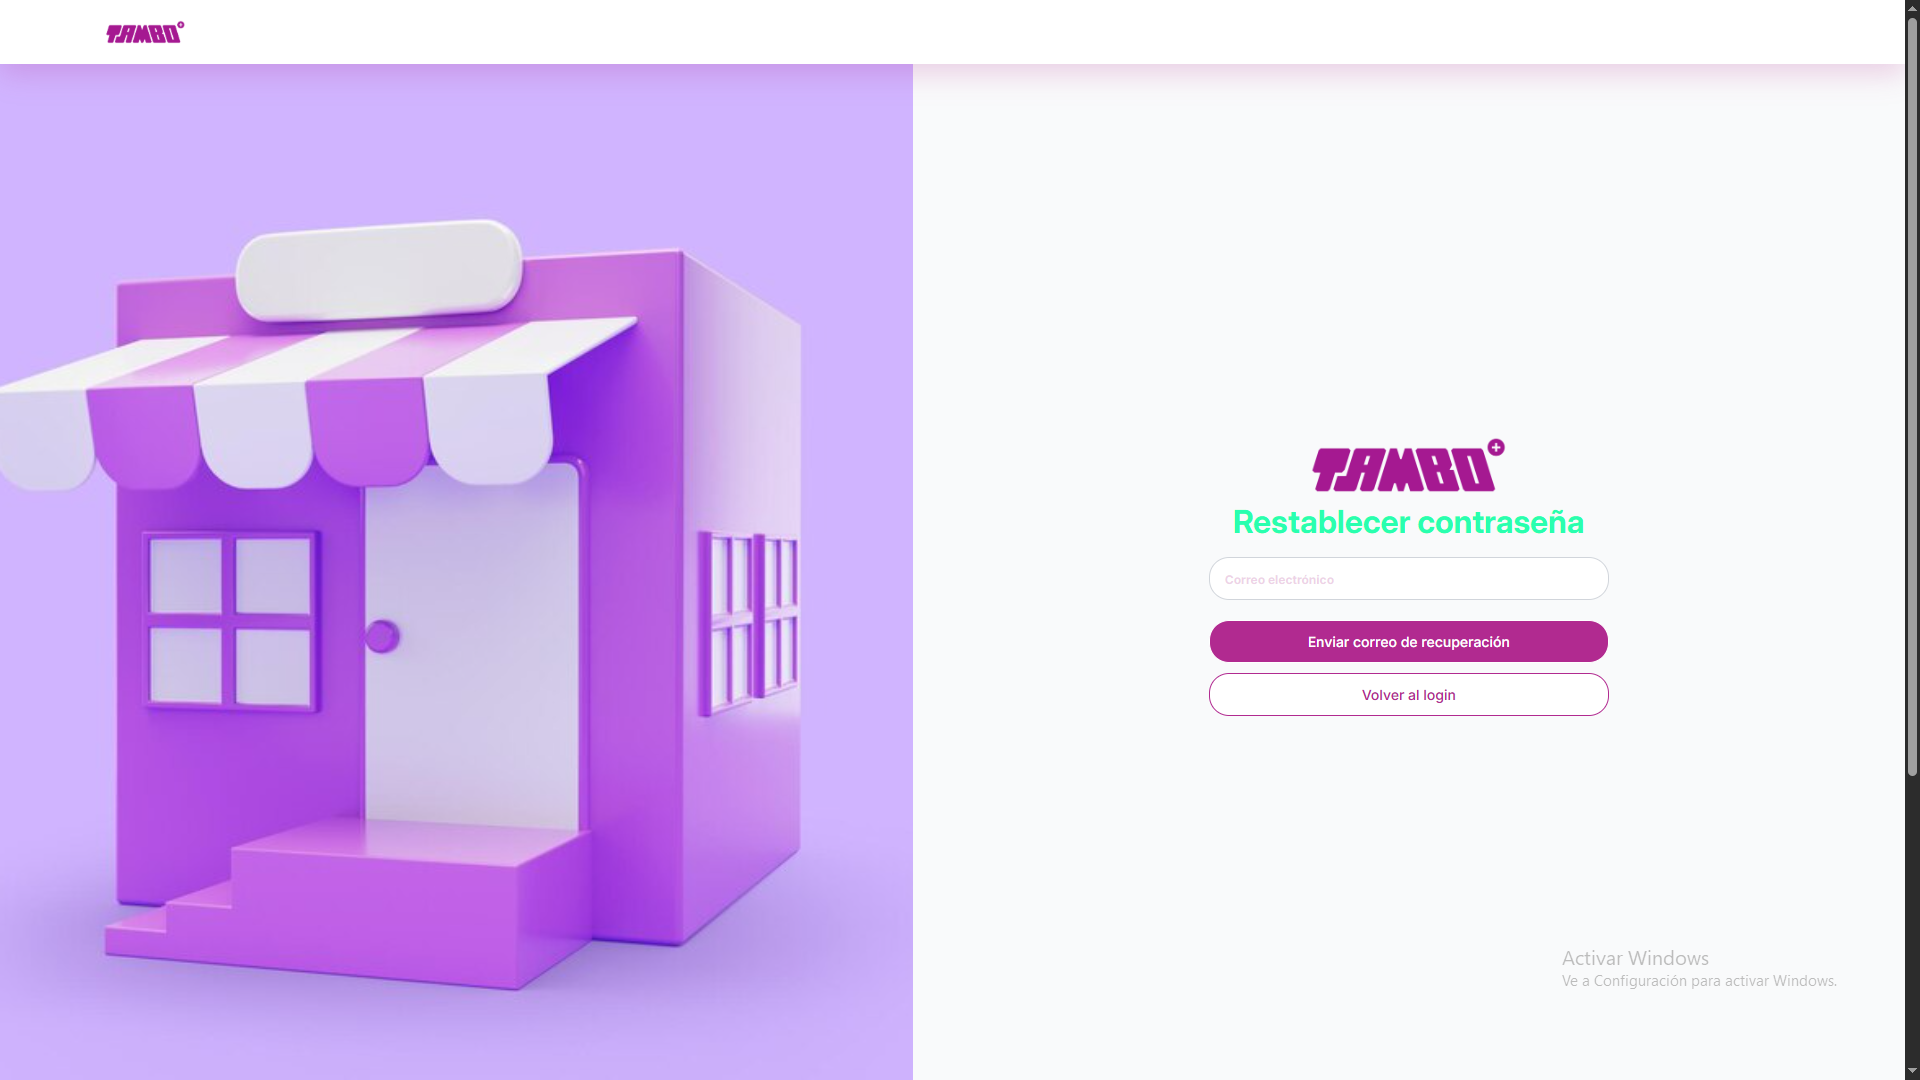 TAMBO+
TAMBO+
Restablecer contraseña
Correo electrónico
Enviar correo de recuperación
Volver al login
Activar Windows
Ve a Configuración para activar Windows.